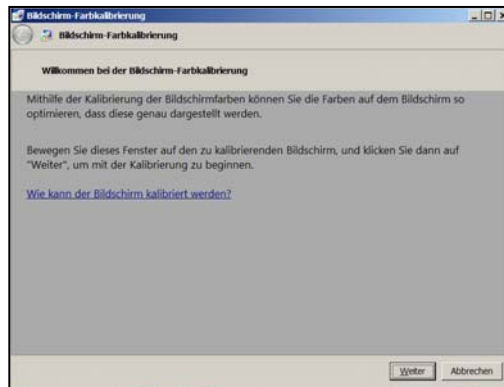 Bildschirm-Farbkalibrierung
Bildschirm-Farbkalibrierung
Willkommen bei der Bildschirm-Farbkalibrierung
Mithilfe der Kalibrierung der Bildschirmfarben können Sie die Farben auf dem Bildschirm so
optimieren, dass diese genau dargestellt werden.
Bewegen Sie dieses Fenster auf den zu kalibrierenden Bildschirm, und klicken Sie dann auf
"Weiter", um mit der Kalibrierung zu beginnen.
Wie kann der Bildschirm kalibriert werden?
Weiter Abbrechen